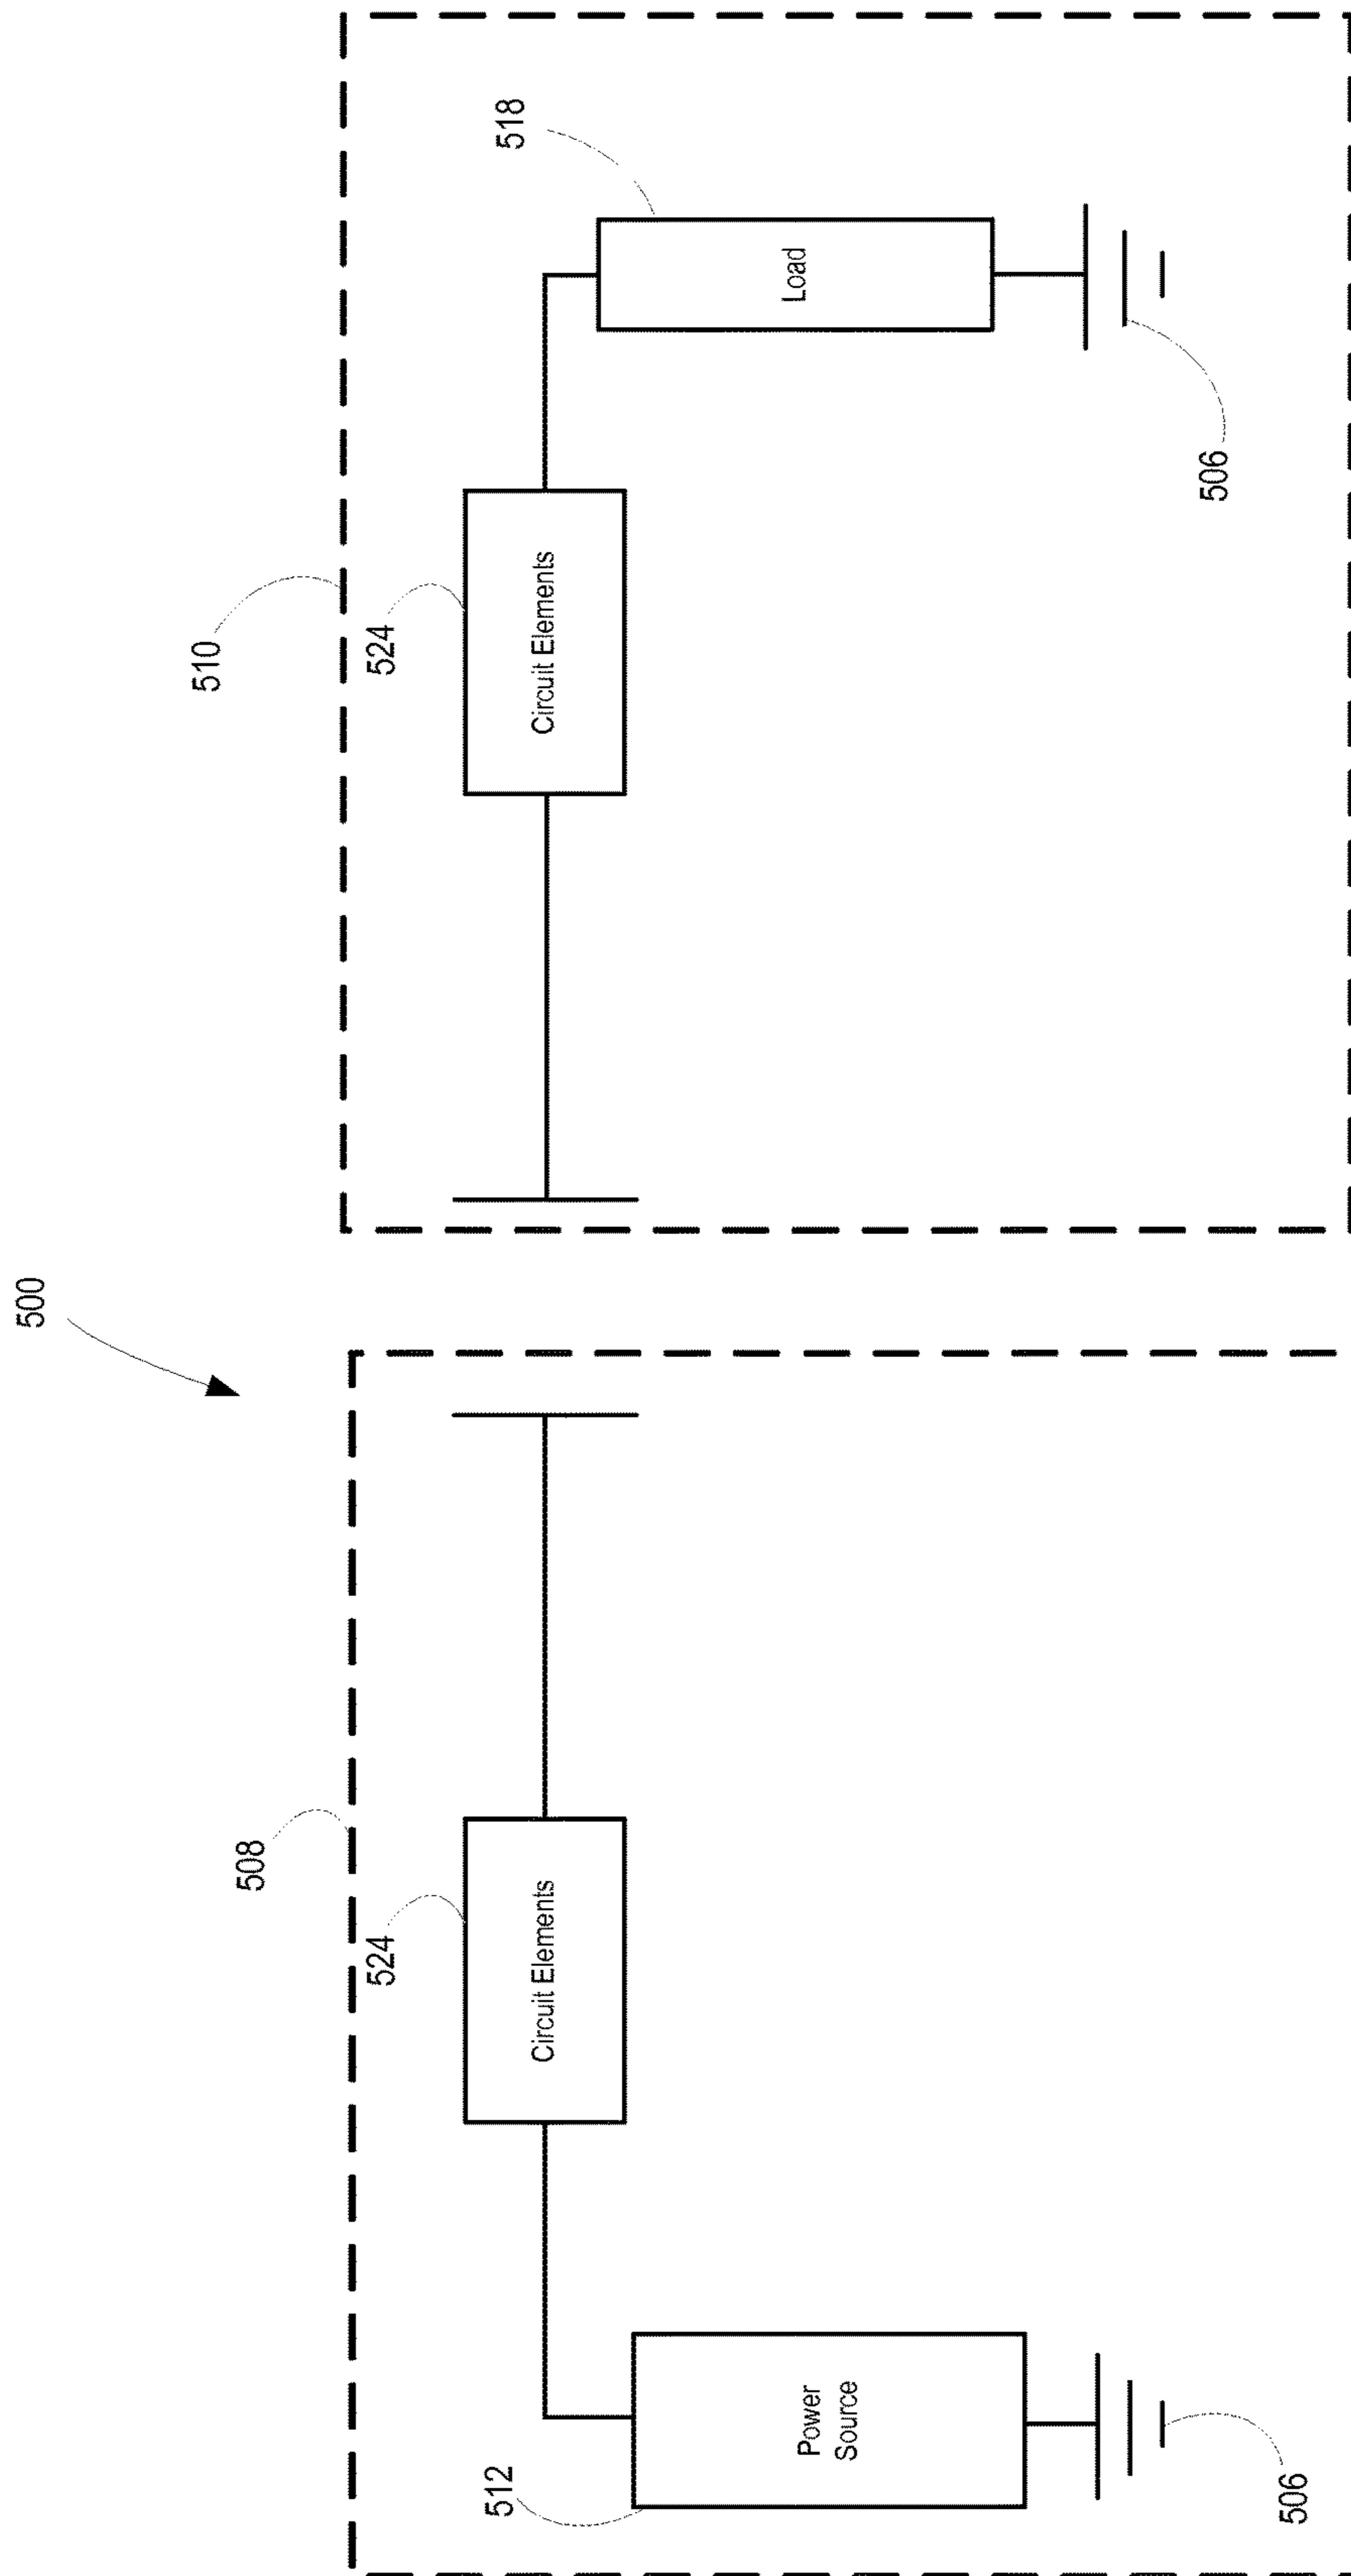 500
508
510
524
Circuit Elements
524
Circuit Elements
512
Power
Source
518
Load
506
506